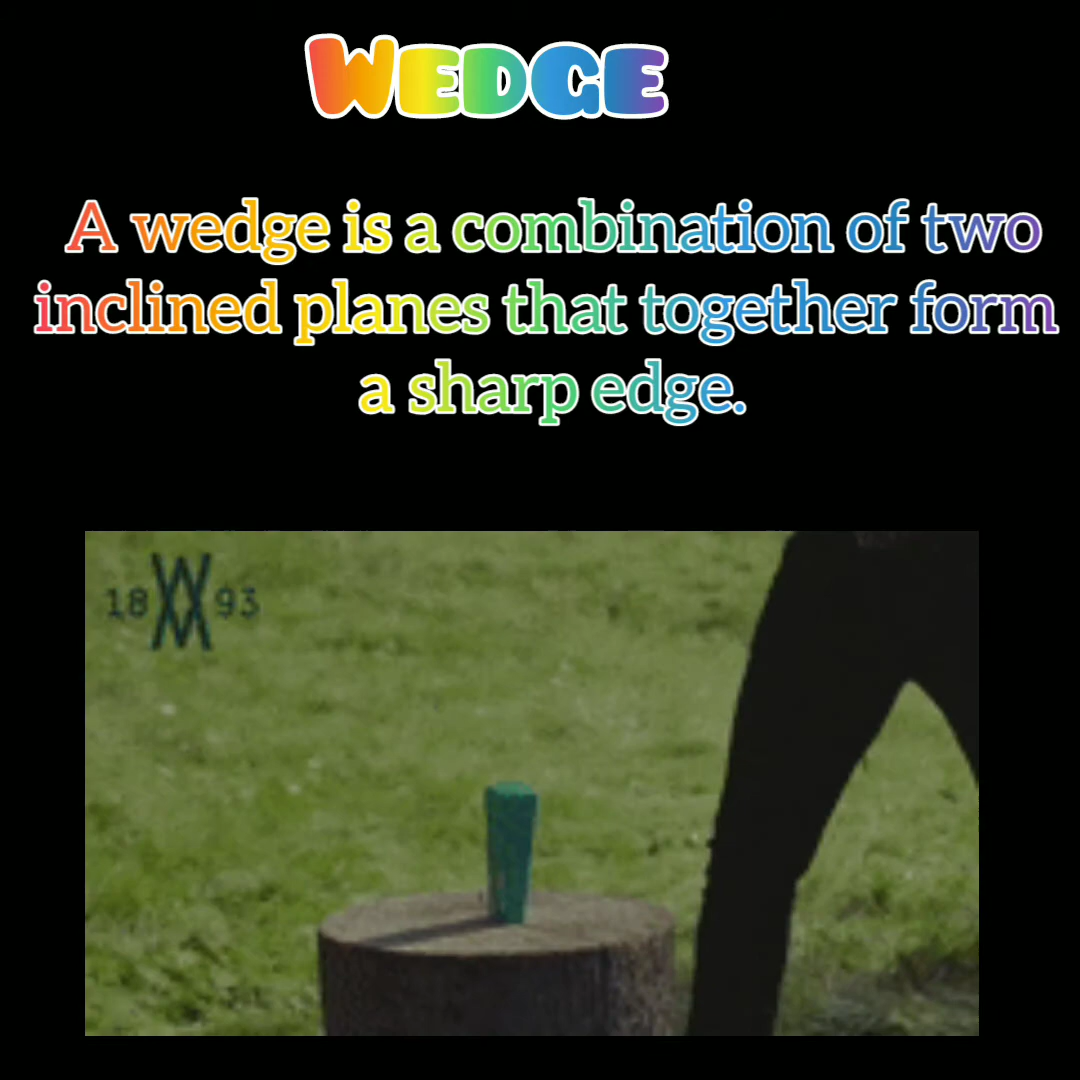 WEDGE
A wedge is a combination of two
inclined planes that together form
a sharp edge.
18 93